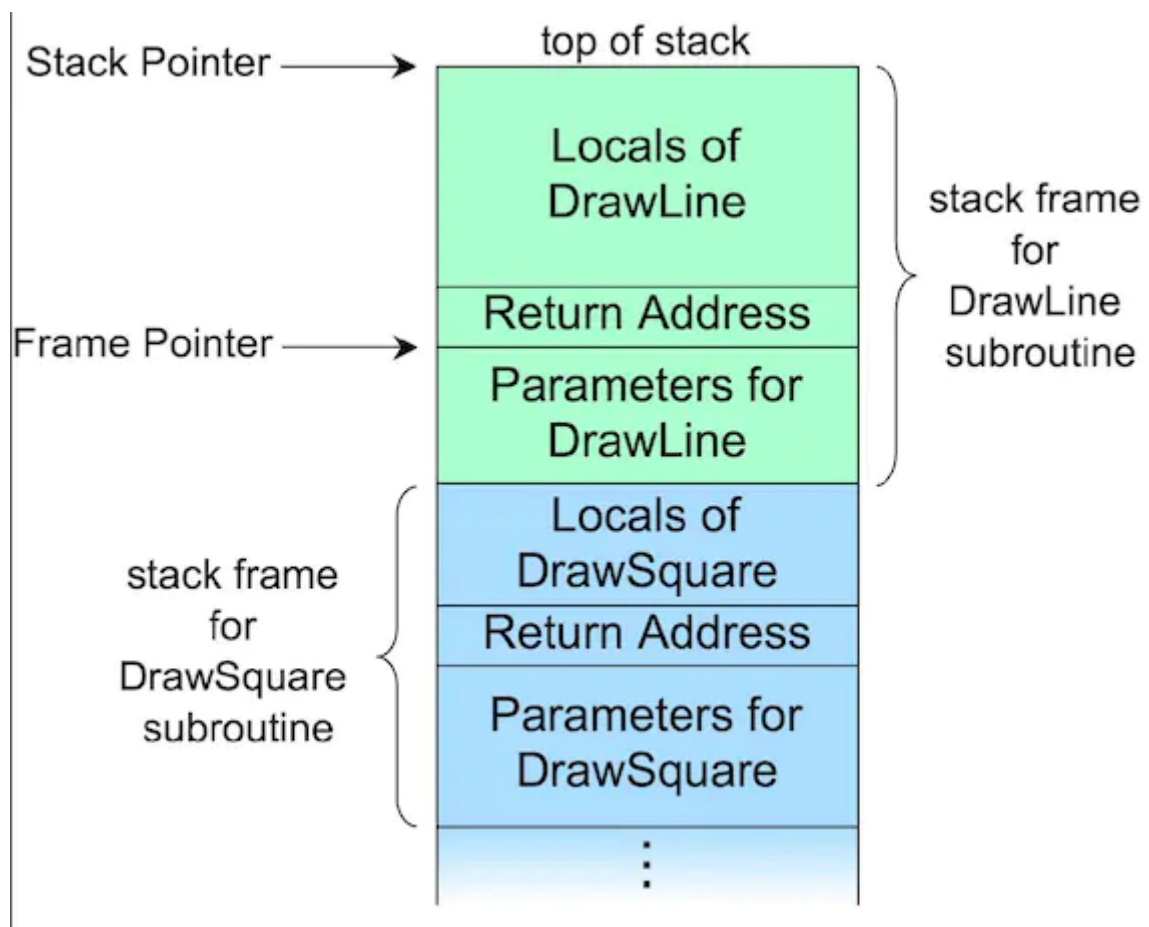 top of stack
Stack Pointer
Locals of
DrawLine
stack frame
for
DrawLine
subroutine
Return Address
Frame Pointer
Parameters for
DrawLine
Locals of
DrawSquare
stack frame
for
DrawSquare
subroutine
Return Address
Parameters for
DrawSquare